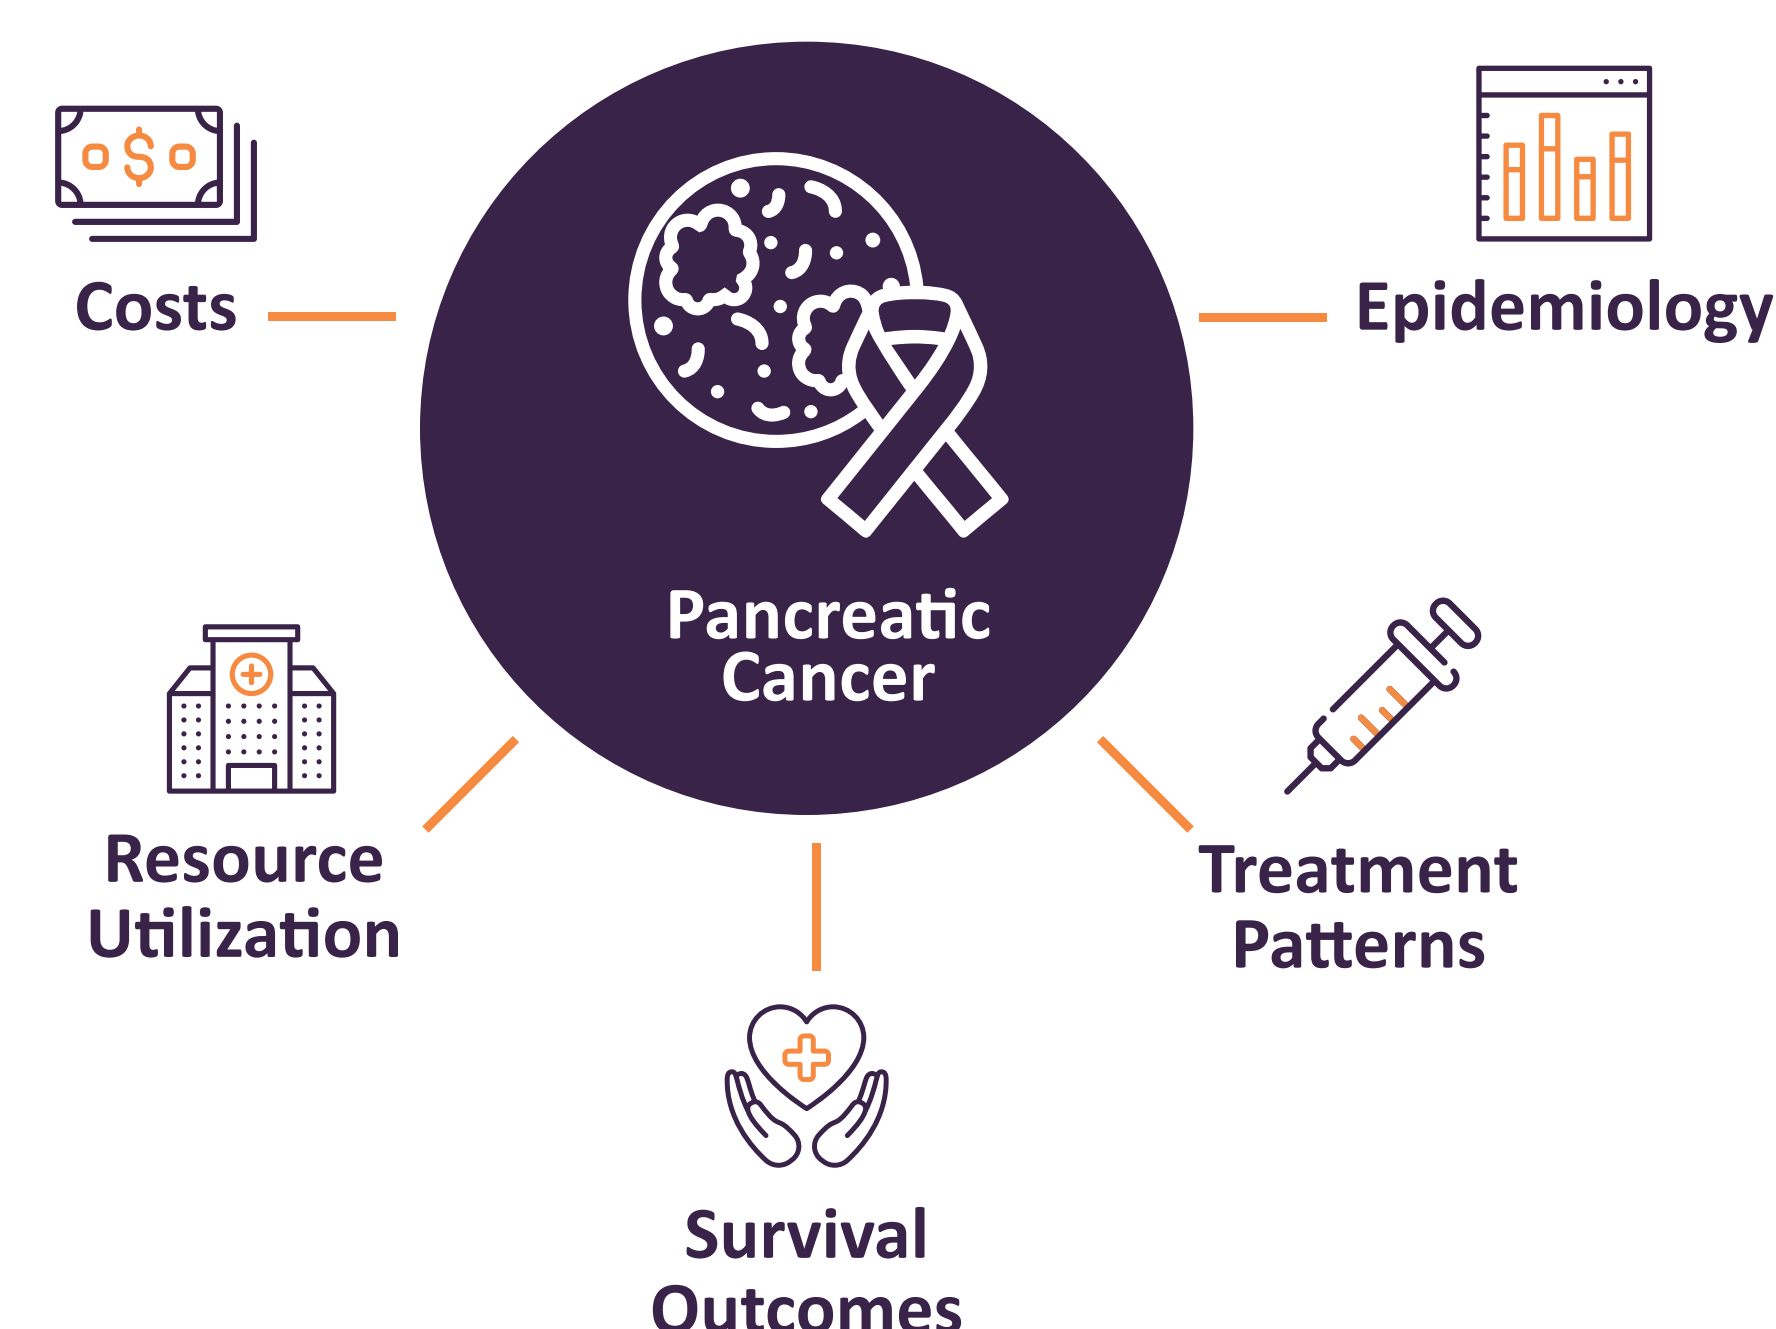 Costs
Epidemiology
Pancreatic
Cancer
Resource
Utilization
Treatment
Patterns
Survival
Outcomes